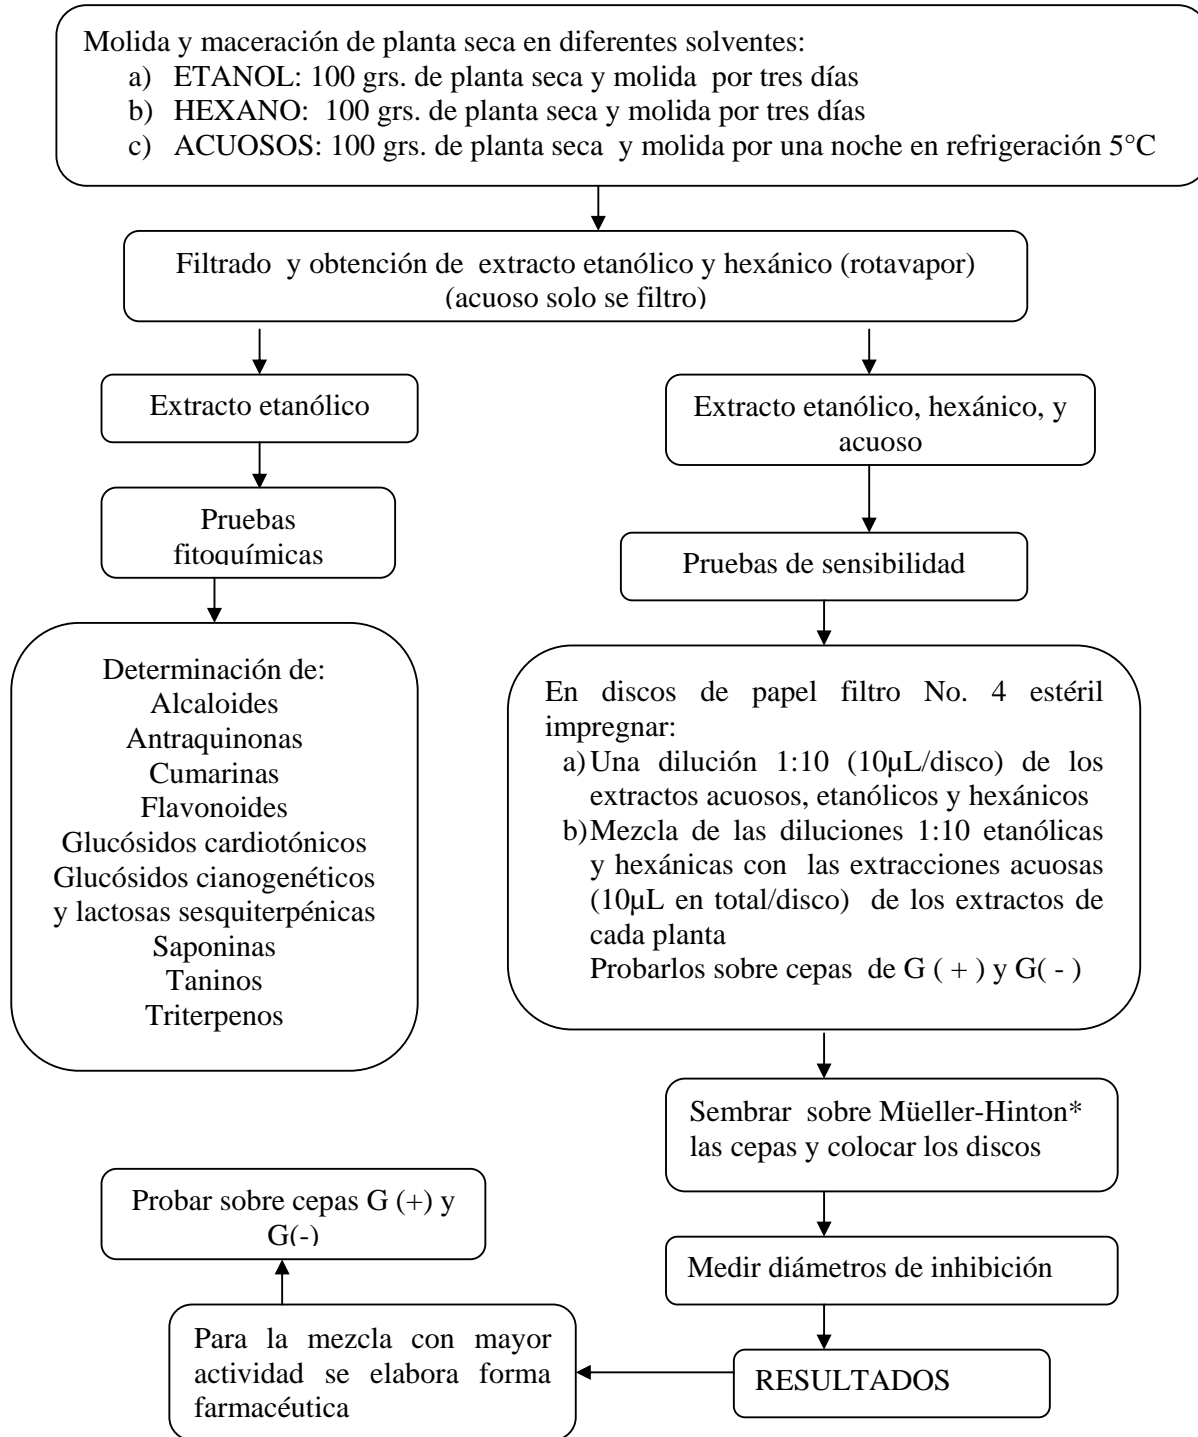 Molida y maceración de planta seca en diferentes solventes:
a) ETANOL: 100 grs. de planta seca y molida por tres días
b) HEXANO: 100 grs. de planta seca y molida por tres días
c) ACUOSOS: 100 grs. de planta seca y molida por una noche en refrigeración 5°C
Filtrado y obtención de extracto etanólico y hexánico (rotavapor)
(acuoso solo se filtro)
Extracto etanólico
Pruebas
fitoquímicas
Determinación de:
Alcaloides
Antraquinonas
Cumarinas
Flavonoides
Glucósidos cardiotónicos
Glucósidos cianogenéticos
y lactosas sesquiterpénicas
Saponinas
Taninos
Triterpenos
Extracto etanólico, hexánico, y
acuoso
Pruebas de sensibilidad
En discos de papel filtro No. 4 estéril
impregnar:
a) Una dilución 1:10 (10µL/disco) de los
extractos acuosos, etanólicos y hexánicos
b) Mezcla de las diluciones 1:10 etanólicas
y hexánicas con las extracciones acuosas
(10µL en total/disco) de los extractos de
cada planta
Probarlos sobre cepas de G ( + ) y G( - )
Sembrar sobre Müeller-Hinton*
las cepas y colocar los discos
Medir diámetros de inhibición
RESULTADOS
Para la mezcla con mayor
actividad se elabora forma
farmacéutica
Probar sobre cepas G (+) y
G(-)